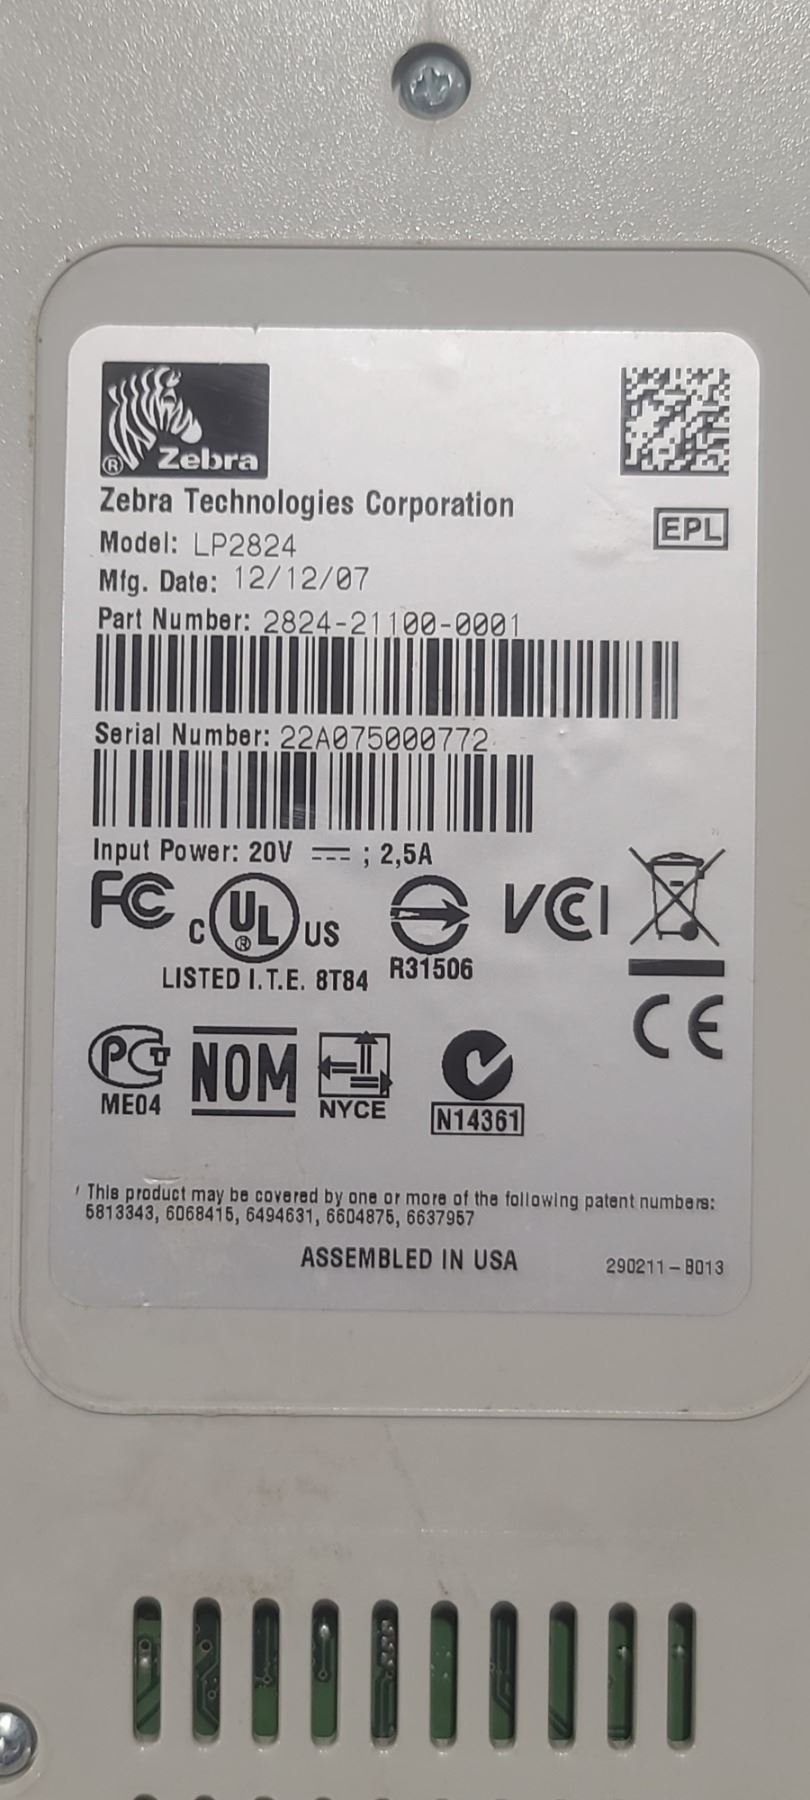 ® Zebra
Zebra Technologies Corporation
EPL
Model: LP2824
Mfg. Date: 12/12/07
Part Number: 2824-21100-0001
Serial Number: 22A075000772
Input Power: 20V ⎓ ; 2,5A
FC C UL ® US VCI
LISTED I.T.E. 8T84 R31506
CE
PCT NOM
ME04 NYCE N14361
This product may be covered by one or more of the following patent numbers:
5813343, 6068415, 6494631, 6604875, 6637957
ASSEMBLED IN USA 290211-B013